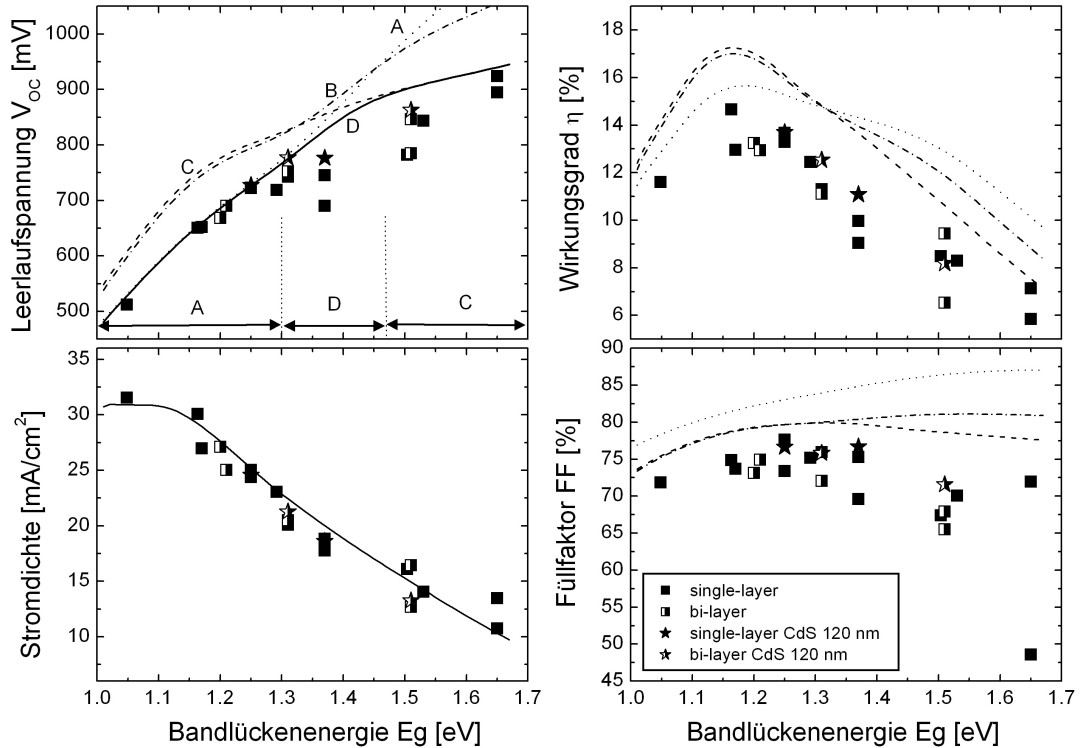 Leerlaufspannung V_OC [mV]
1000
900
800
700
600
500
A
B
D
C
A
D
C
Wirkungsgrad η [%]
18
16
14
12
10
8
6
Stromdichte [mA/cm²]
35
30
25
20
15
10
1.0 1.1 1.2 1.3 1.4 1.5 1.6 1.7
Bandlückenenergie Eg [eV]
Füllfaktor FF [%]
90
85
80
75
70
65
60
55
50
45
single-layer
bi-layer
single-layer CdS 120 nm
bi-layer CdS 120 nm
1.0 1.1 1.2 1.3 1.4 1.5 1.6 1.7
Bandlückenenergie Eg [eV]